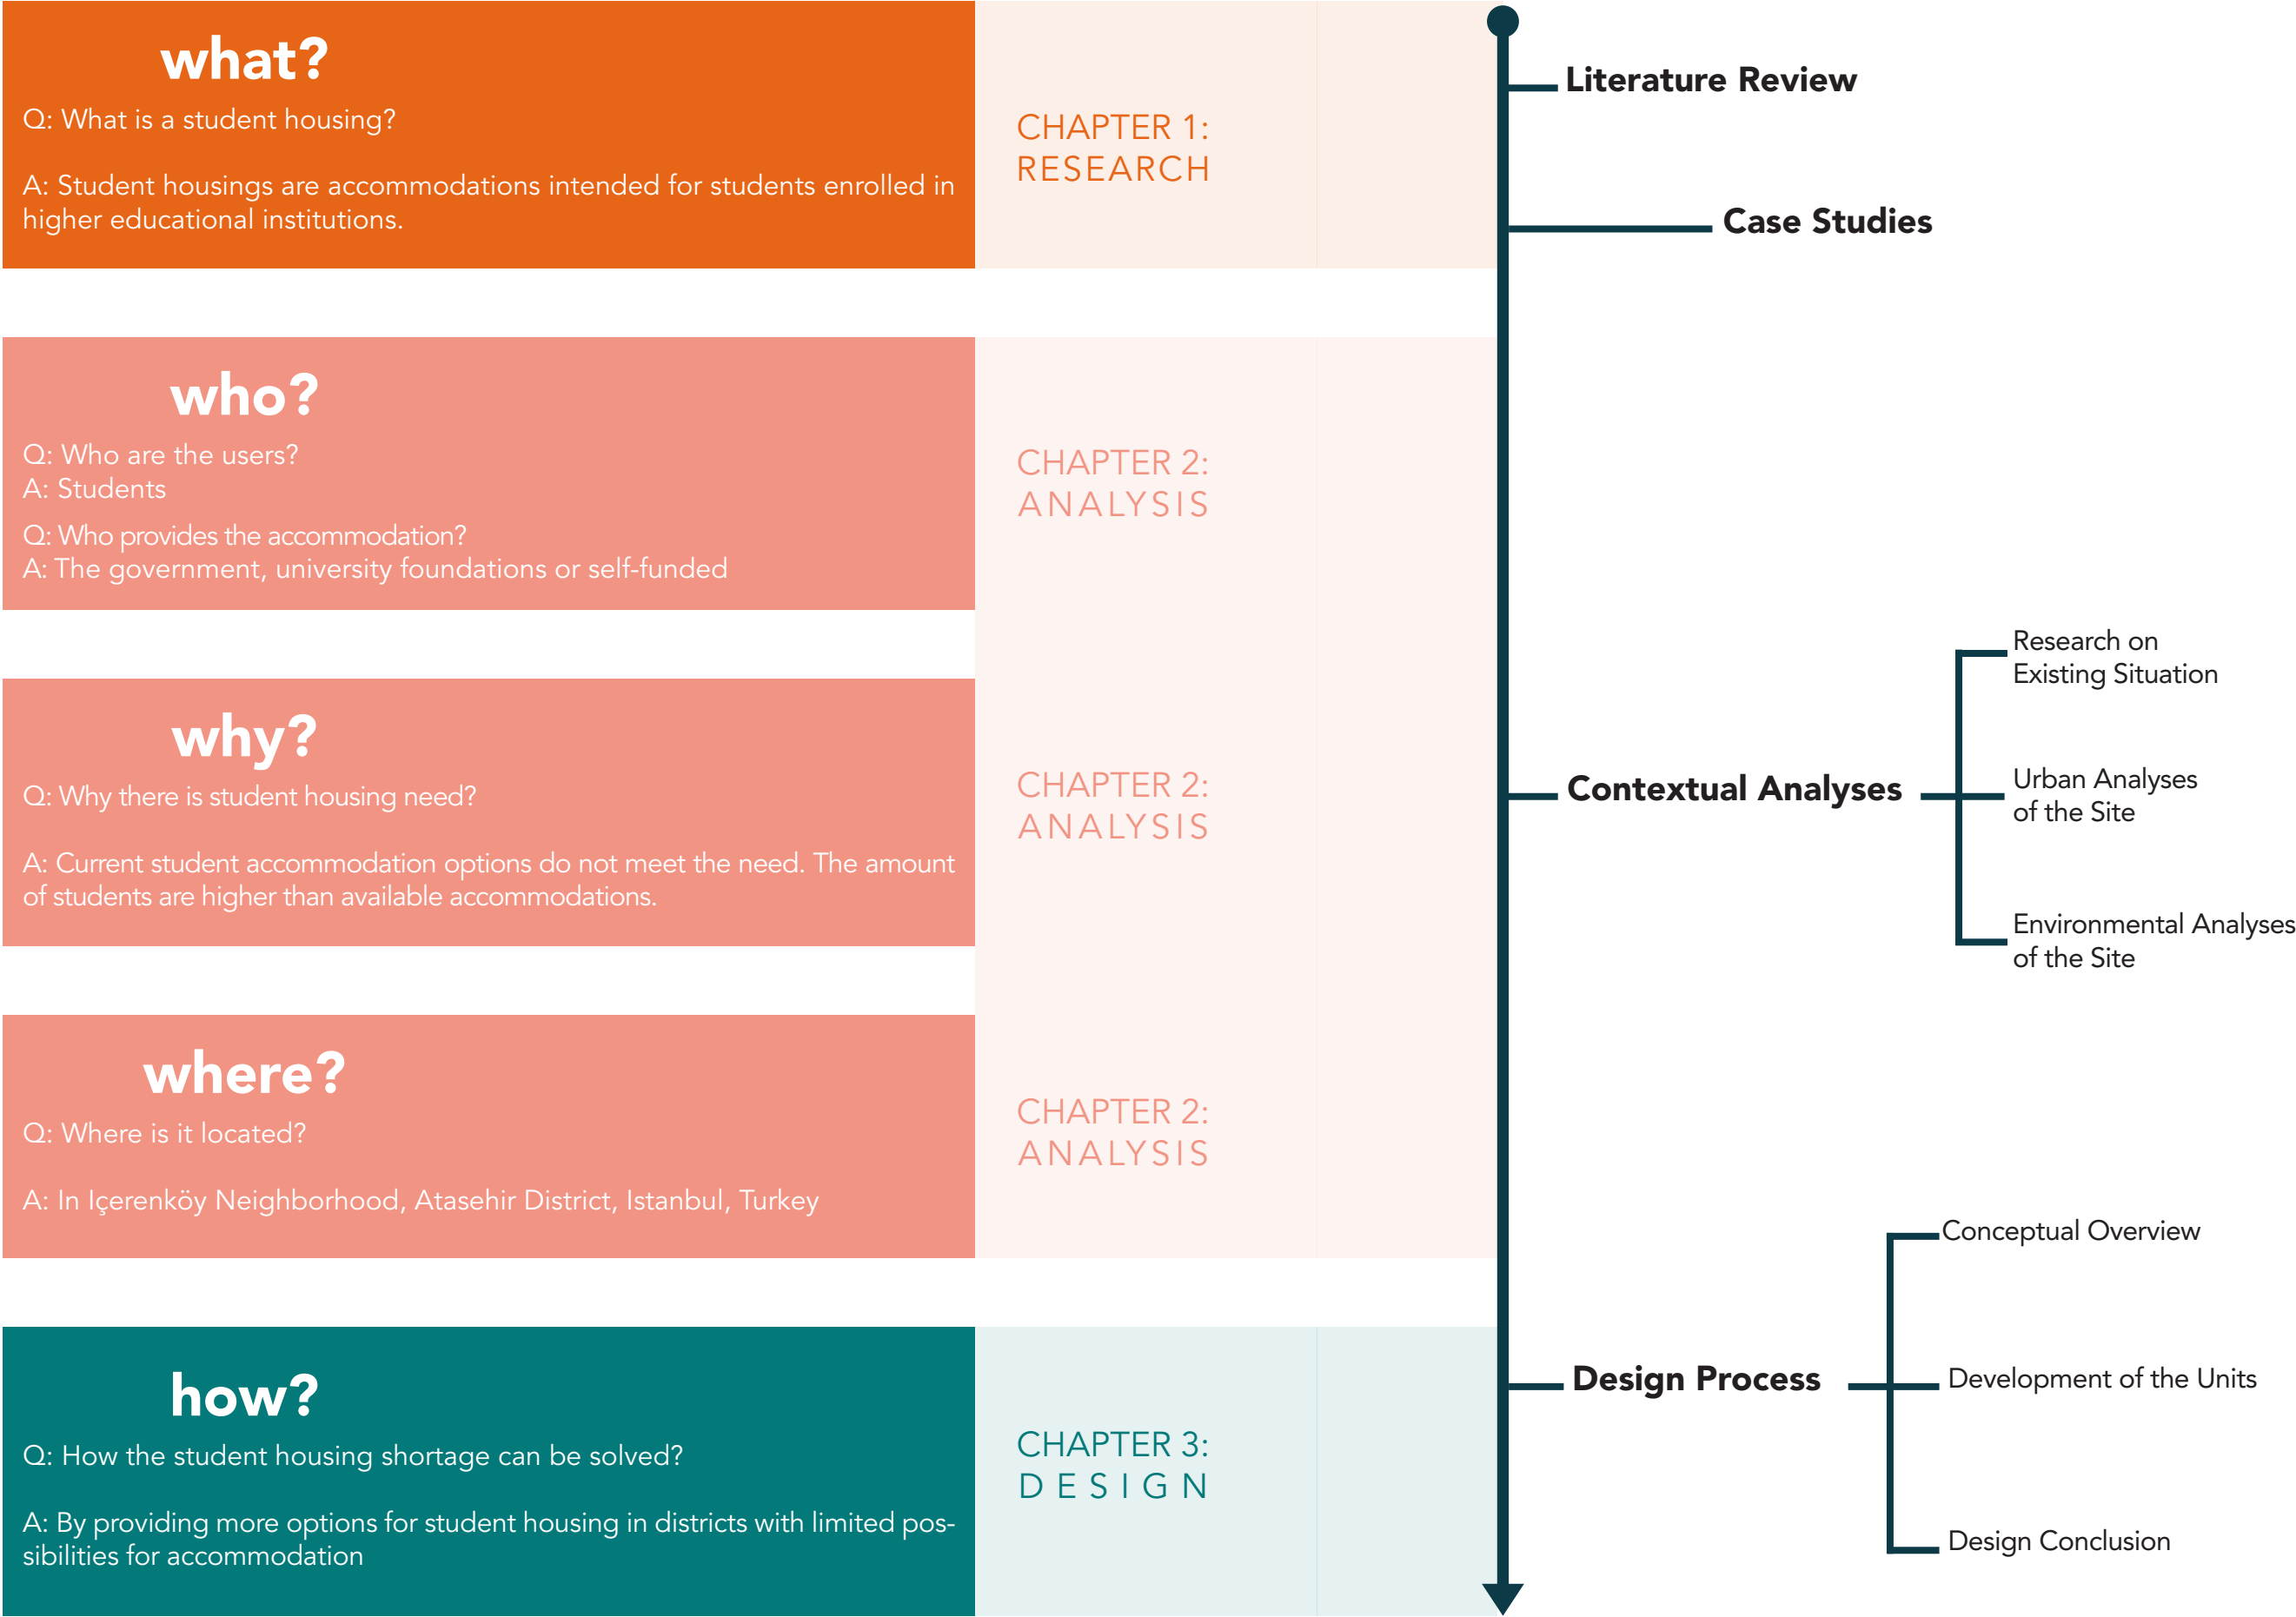 what?
Q: What is a student housing?
A: Student housings are accommodations intended for students enrolled in
higher educational institutions.
CHAPTER 1:
RESEARCH
Literature Review
Case Studies
who?
Q: Who are the users?
A: Students
Q: Who provides the accommodation?
A: The government, university foundations or self-funded
CHAPTER 2:
ANALYSIS
why?
Q: Why there is student housing need?
A: Current student accommodation options do not meet the need. The amount
of students are higher than available accommodations.
CHAPTER 2:
ANALYSIS
Contextual Analyses
Research on
Existing Situation
Urban Analyses
of the Site
Environmental Analyses
of the Site
where?
Q: Where is it located?
A: In Içerenköy Neighborhood, Atasehir District, Istanbul, Turkey
CHAPTER 2:
ANALYSIS
how?
Q: How the student housing shortage can be solved?
A: By providing more options for student housing in districts with limited pos-
sibilities for accommodation
CHAPTER 3:
DESIGN
Design Process
Conceptual Overview
Development of the Units
Design Conclusion